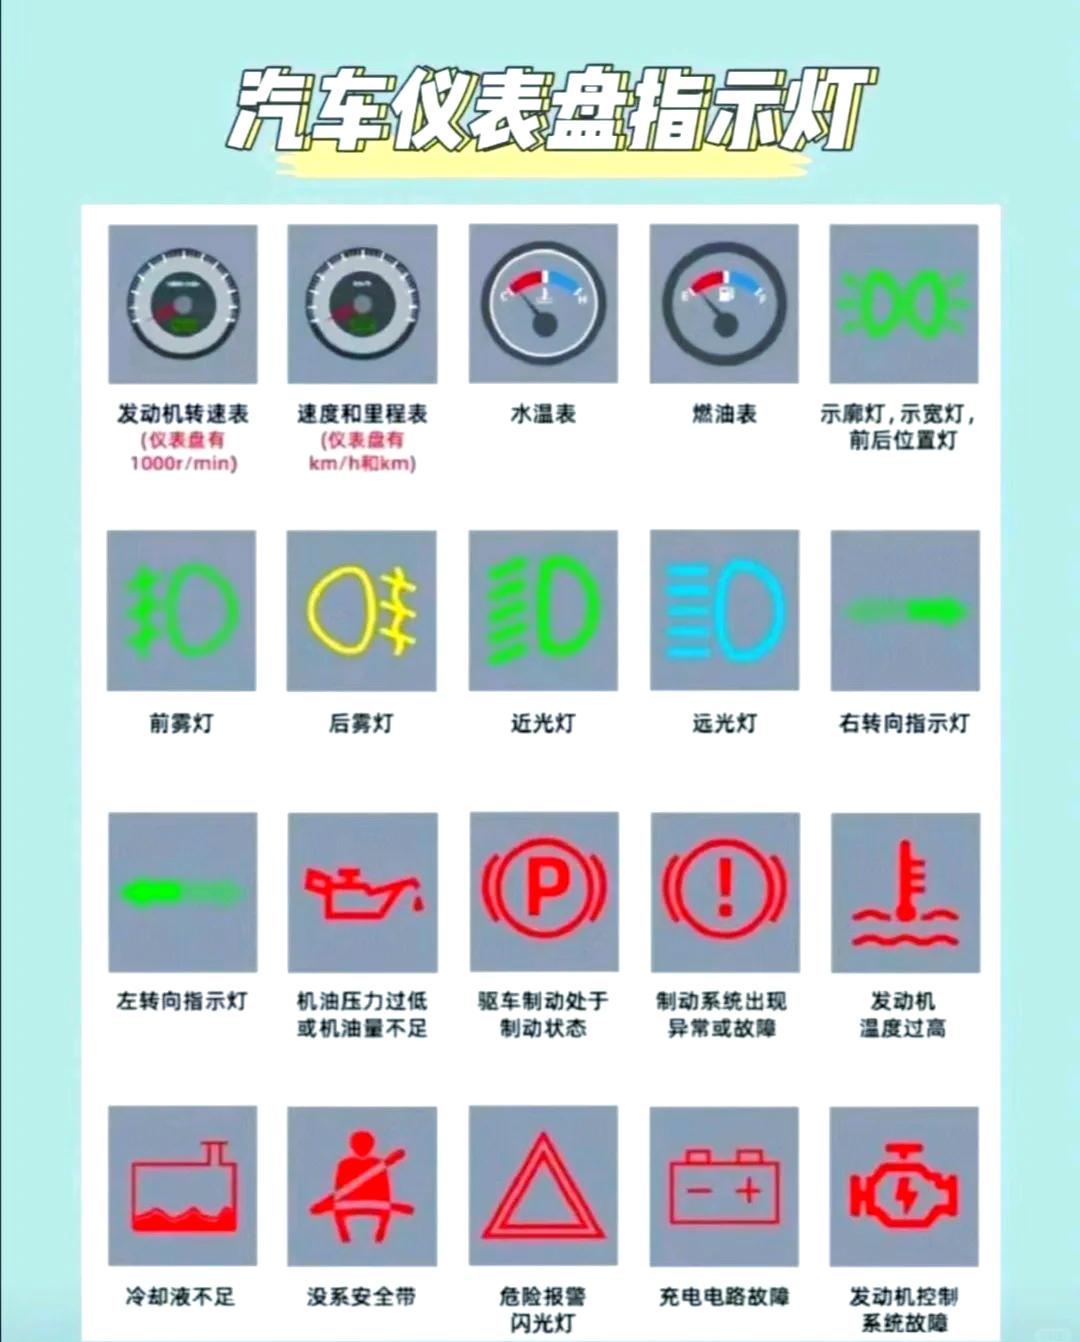 汽车仪表盘指示灯
发动机转速表
(仪表盘有
1000r/min)
速度和里程表
(仪表盘有
km/h和km)
C
H
水温表
E
F
燃油表
示廓灯,示宽灯,
前后位置灯
前雾灯
后雾灯
近光灯
远光灯
右转向指示灯
左转向指示灯
机油压力过低
或机油量不足
P
驱车制动处于
制动状态
!
制动系统出现
异常或故障
发动机
温度过高
冷却液不足
没系安全带
危险报警
闪光灯
- +
充电电路故障
发动机控制
系统故障